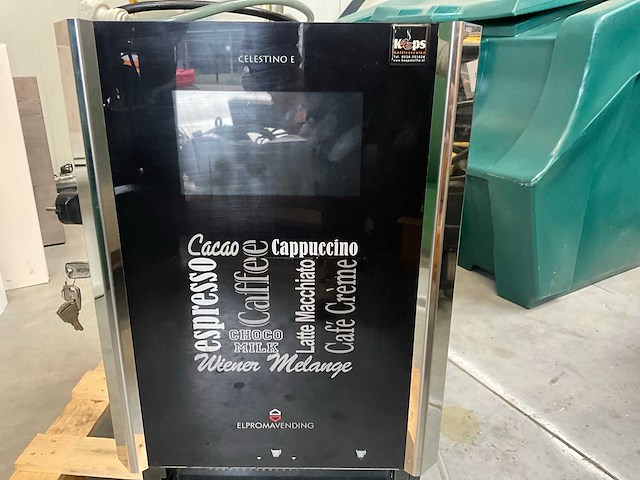 CELESTINO E
Cacao
Cappuccino
espresso
Caffee
Latte Macchiato
Café Crème
CHOCO
MILK
Wiener Melange
ELPROMAVENDING